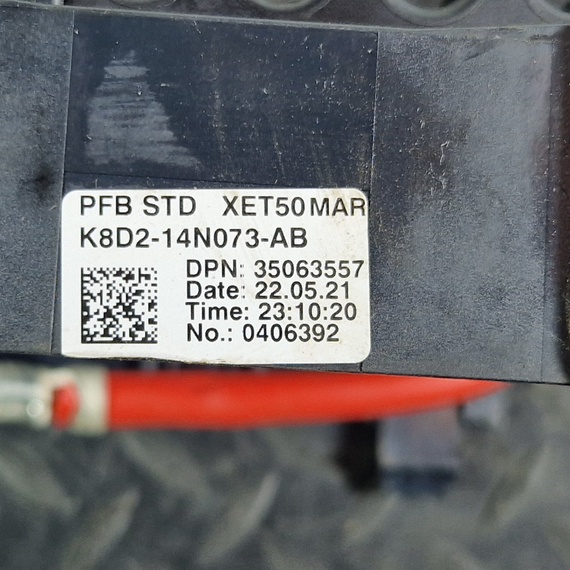 PFB STD XET50MAR
K8D2-14N073-AB
DPN: 35063557
Date: 22.05.21
Time: 23:10:20
No.: 0406392